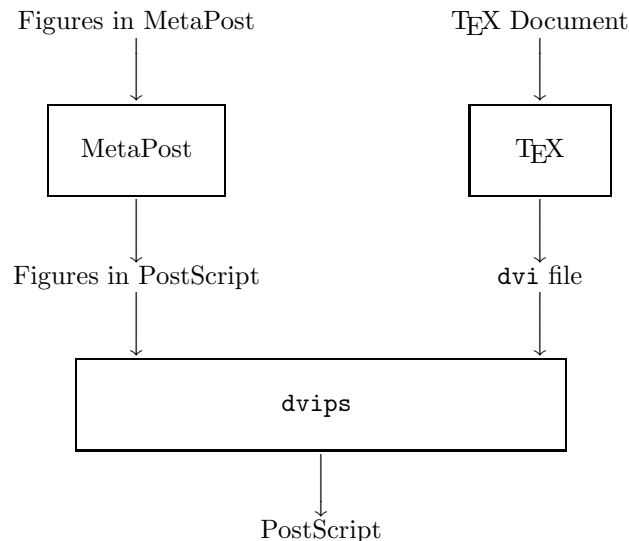 Figures in MetaPost
TEX Document
MetaPost
TEX
Figures in PostScript
dvi file
dvips
PostScript